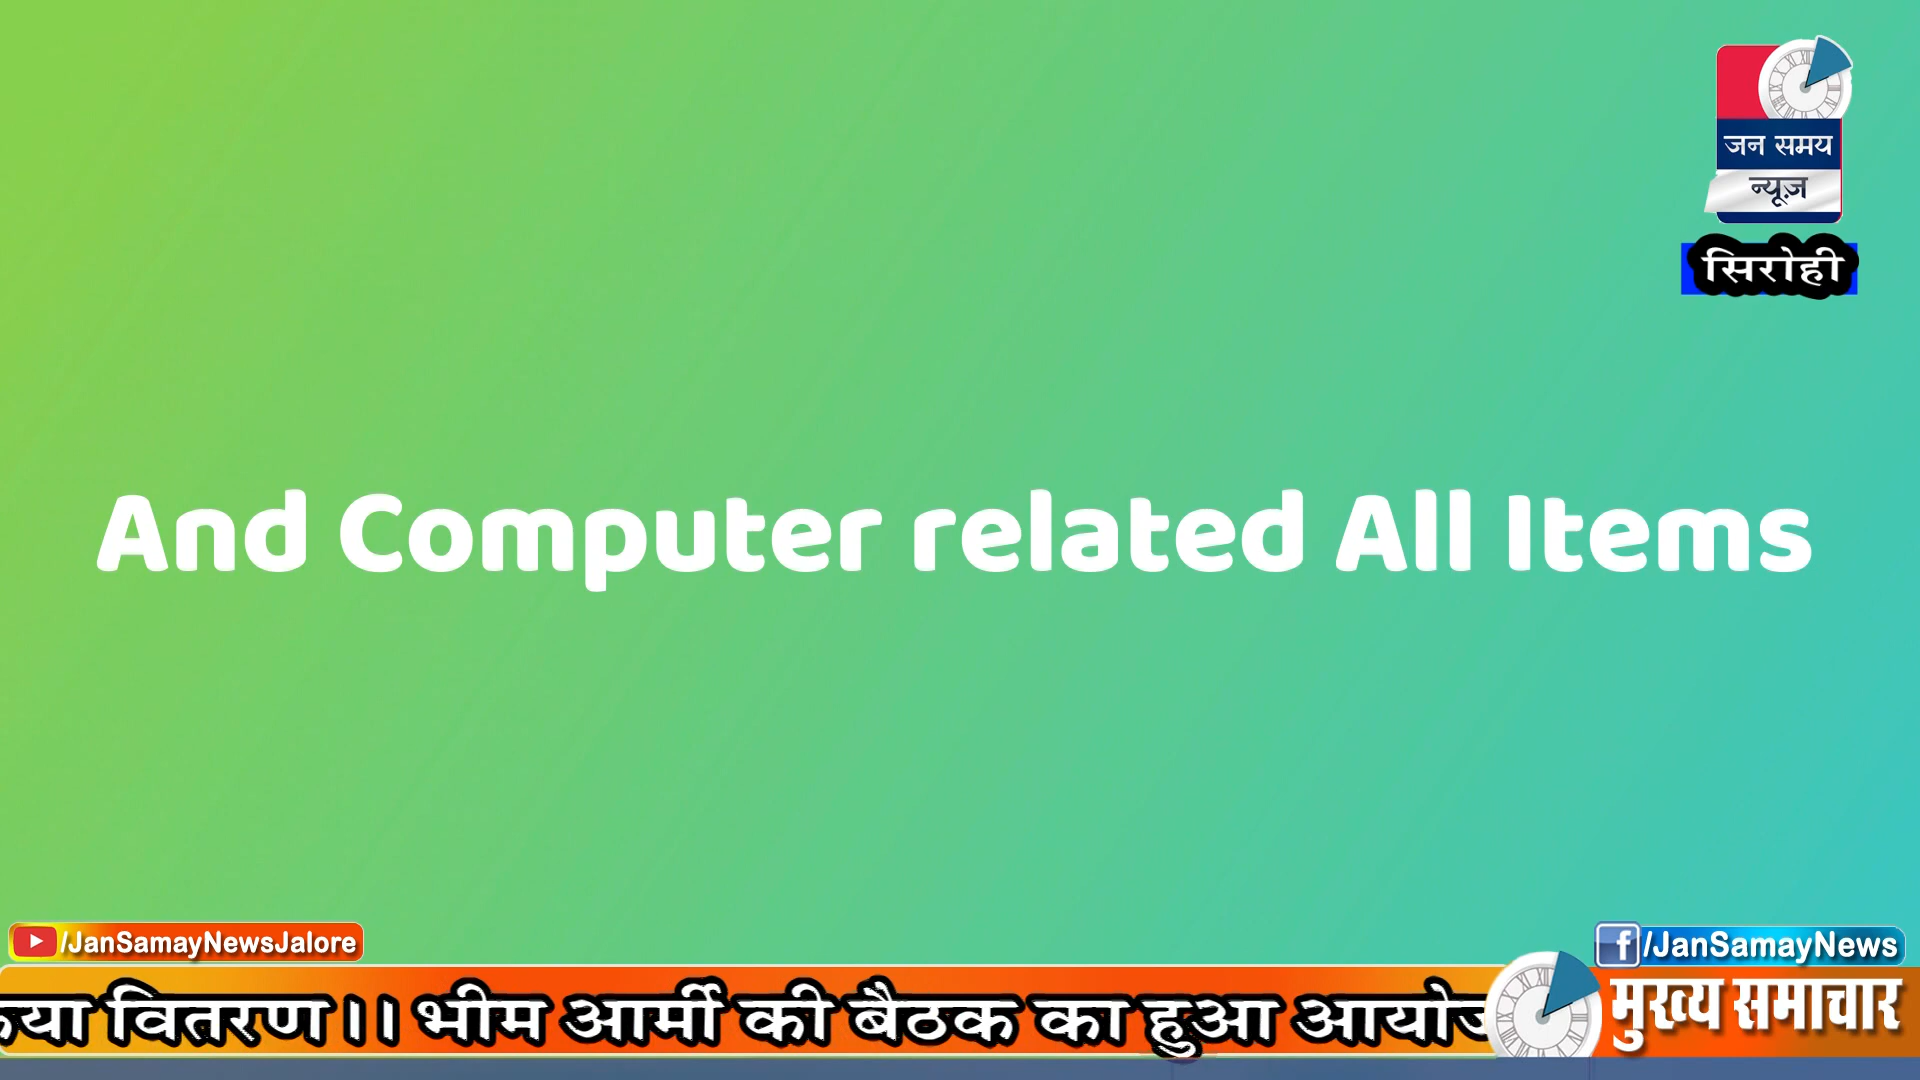 जन समय
न्यूज़
सिरोही
And Computer related All Items
/JanSamayNewsJalore
/JanSamayNews
वितरण।। भीम आर्मी की बैठक का हुआ
मुख्य समाचार